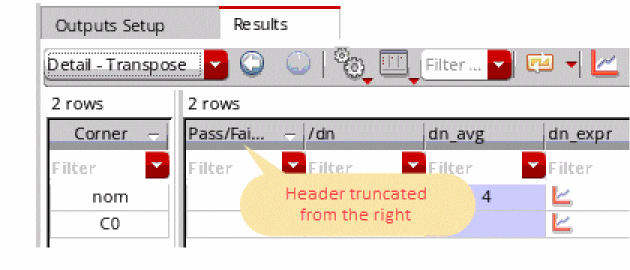 Outputs Setup Results
Detail - Transpose Filter ...
2 rows 2 rows
Corner Pass/Fai... /dn dn_avg dn_expr
Filter Filter Filter Filter Filter
nom 4
C0
Header truncated
from the right